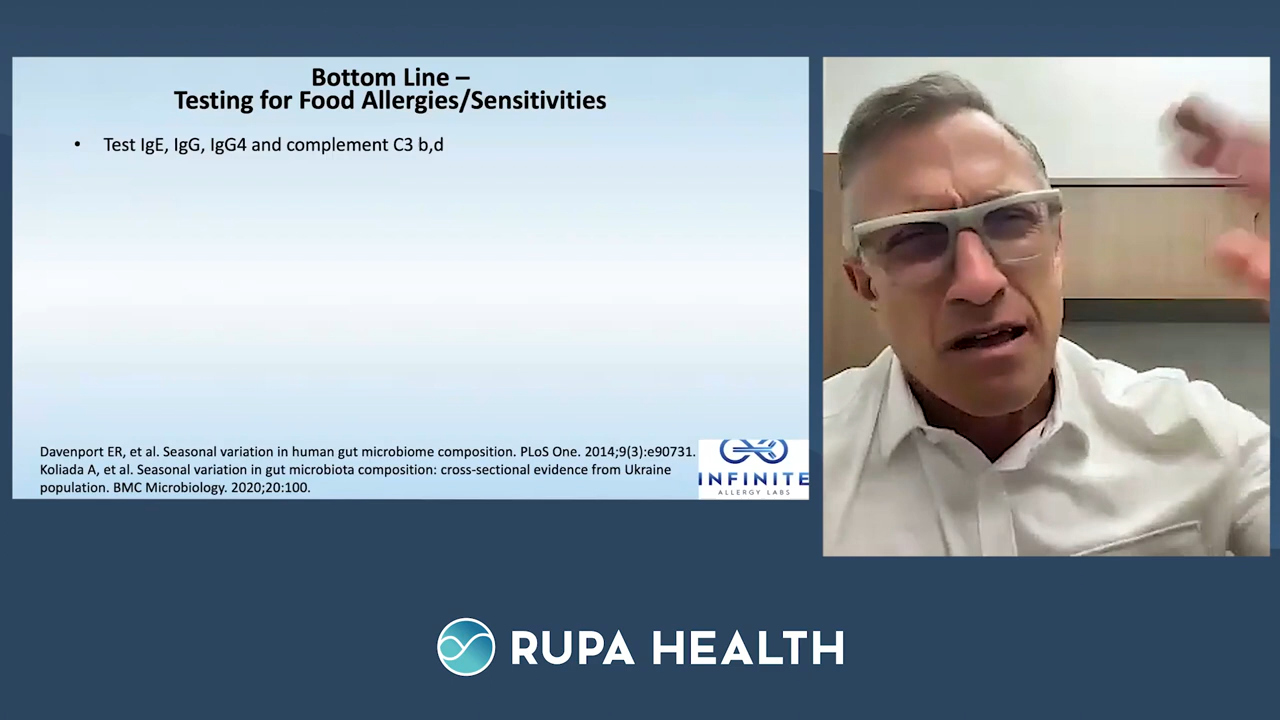 Bottom Line –
Testing for Food Allergies/Sensitivities
• Test IgE, IgG, IgG4 and complement C3 b,d
Davenport ER, et al. Seasonal variation in human gut microbiome composition. PLoS One. 2014;9(3):e90731.
Koliada A, et al. Seasonal variation in gut microbiota composition: cross-sectional evidence from Ukraine
population. BMC Microbiology. 2020;20:100.
INFINITE
ALLERGY LABS
RUPA HEALTH